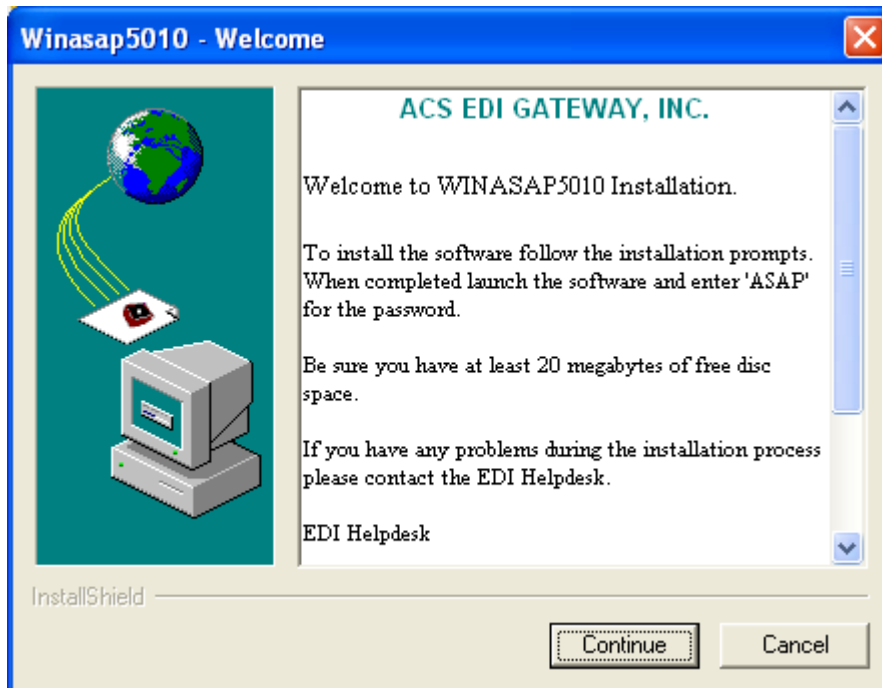 Winasap5010 - Welcome
ACS EDI GATEWAY, INC.
Welcome to WINASAP5010 Installation.
To install the software follow the installation prompts.
When completed launch the software and enter 'ASAP'
for the password.
Be sure you have at least 20 megabytes of free disc
space.
If you have any problems during the installation process
please contact the EDI Helpdesk.
EDI Helpdesk
InstallShield
Continue
Cancel